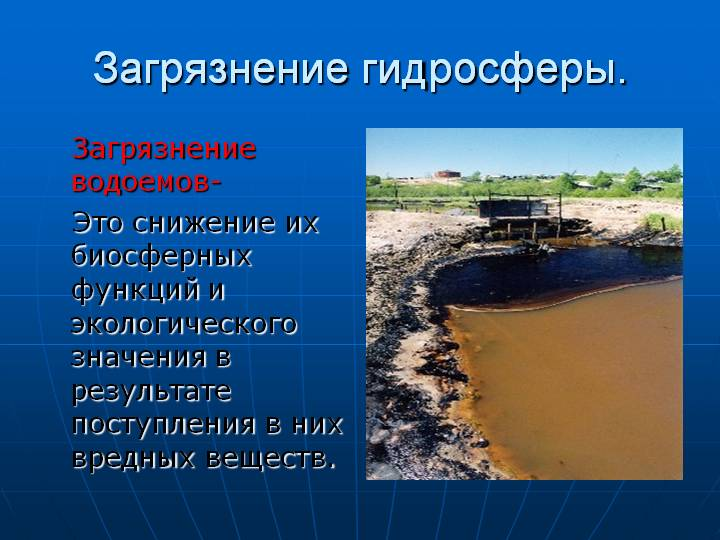 Загрязнение гидросферы.
Загрязнение
водоемов-
Это снижение их
биосферных
функций и
экологического
значения в
результате
поступления в них
вредных веществ.